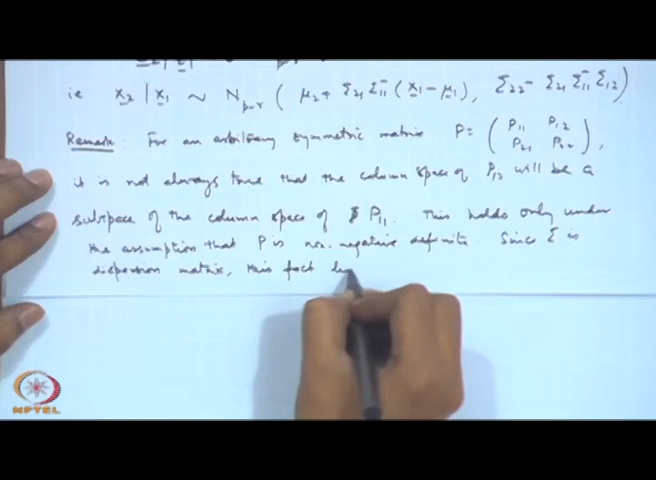 ie x₂ | x₁ ~ N_{p-r} ( μ₂ + Σ₂₁ Σ₁₁⁻ ( x₁ - μ₁ ), Σ₂₂ - Σ₂₁ Σ₁₁⁻ Σ₁₂ )
Remark : For an arbitrary symmetric matrix P = ( P₁₁ P₁₂ P₂₁ P₂₂ ),
it is not always true that the column space of P₁₂ will be a
subspace of the column space of P₁₁. This holds only under
the assumption that P is non-negative definite. Since Σ is
dispersion matrix, this fact
NPTEL